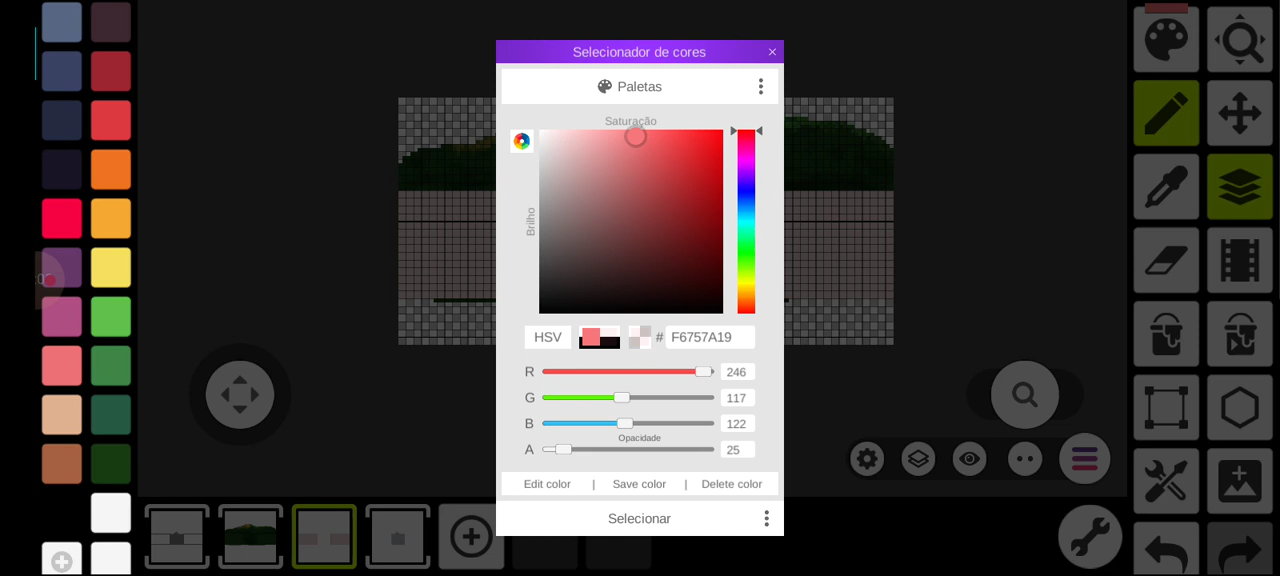 Selecionador de cores ×
Paletas
Saturação
Brilho
HSV # F6757A19
R 246
G 117
B 122
Opacidade
A 25
Edit color | Save color | Delete color
Selecionar